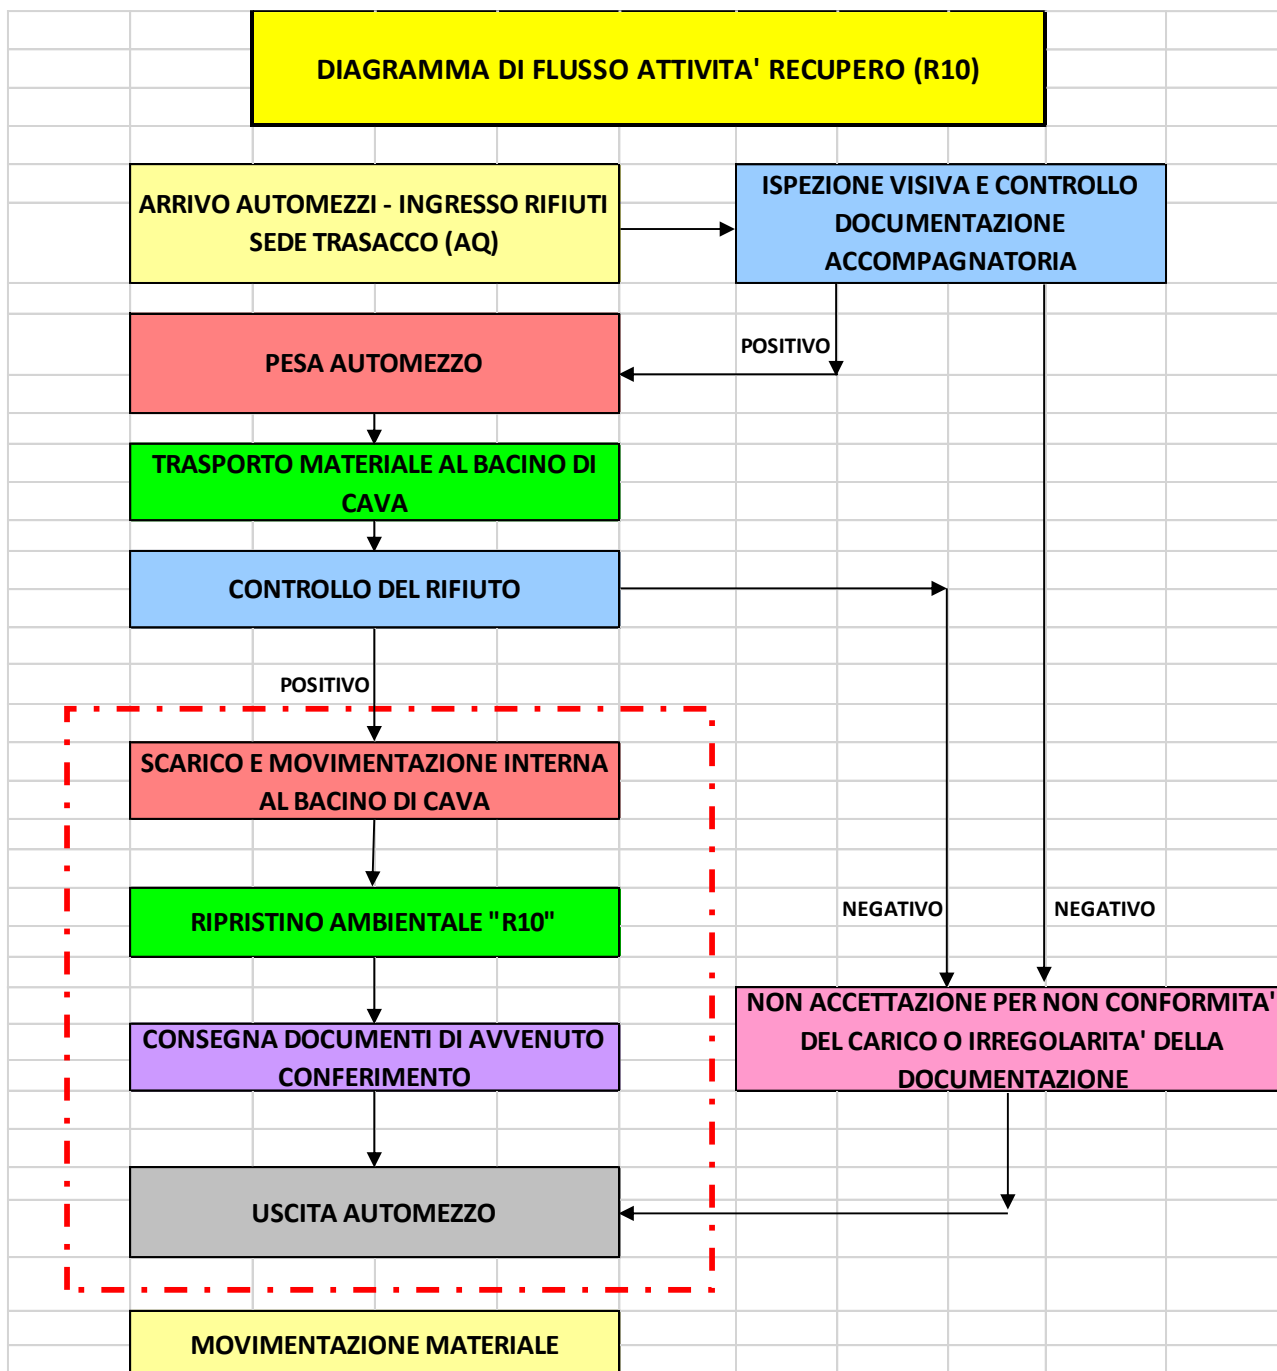 DIAGRAMMA DI FLUSSO ATTIVITA' RECUPERO (R10)
ARRIVO AUTOMEZZI - INGRESSO RIFIUTI
SEDE TRASACCO (AQ)
ISPEZIONE VISIVA E CONTROLLO
DOCUMENTAZIONE
ACCOMPAGNATORIA
POSITIVO
PESA AUTOMEZZO
TRASPORTO MATERIALE AL BACINO DI
CAVA
CONTROLLO DEL RIFIUTO
POSITIVO
SCARICO E MOVIMENTAZIONE INTERNA
AL BACINO DI CAVA
RIPRISTINO AMBIENTALE "R10"
NEGATIVO
NEGATIVO
NON ACCETTAZIONE PER NON CONFORMITA'
DEL CARICO O IRREGOLARITA' DELLA
DOCUMENTAZIONE
CONSEGNA DOCUMENTI DI AVVENUTO
CONFERIMENTO
USCITA AUTOMEZZO
MOVIMENTAZIONE MATERIALE